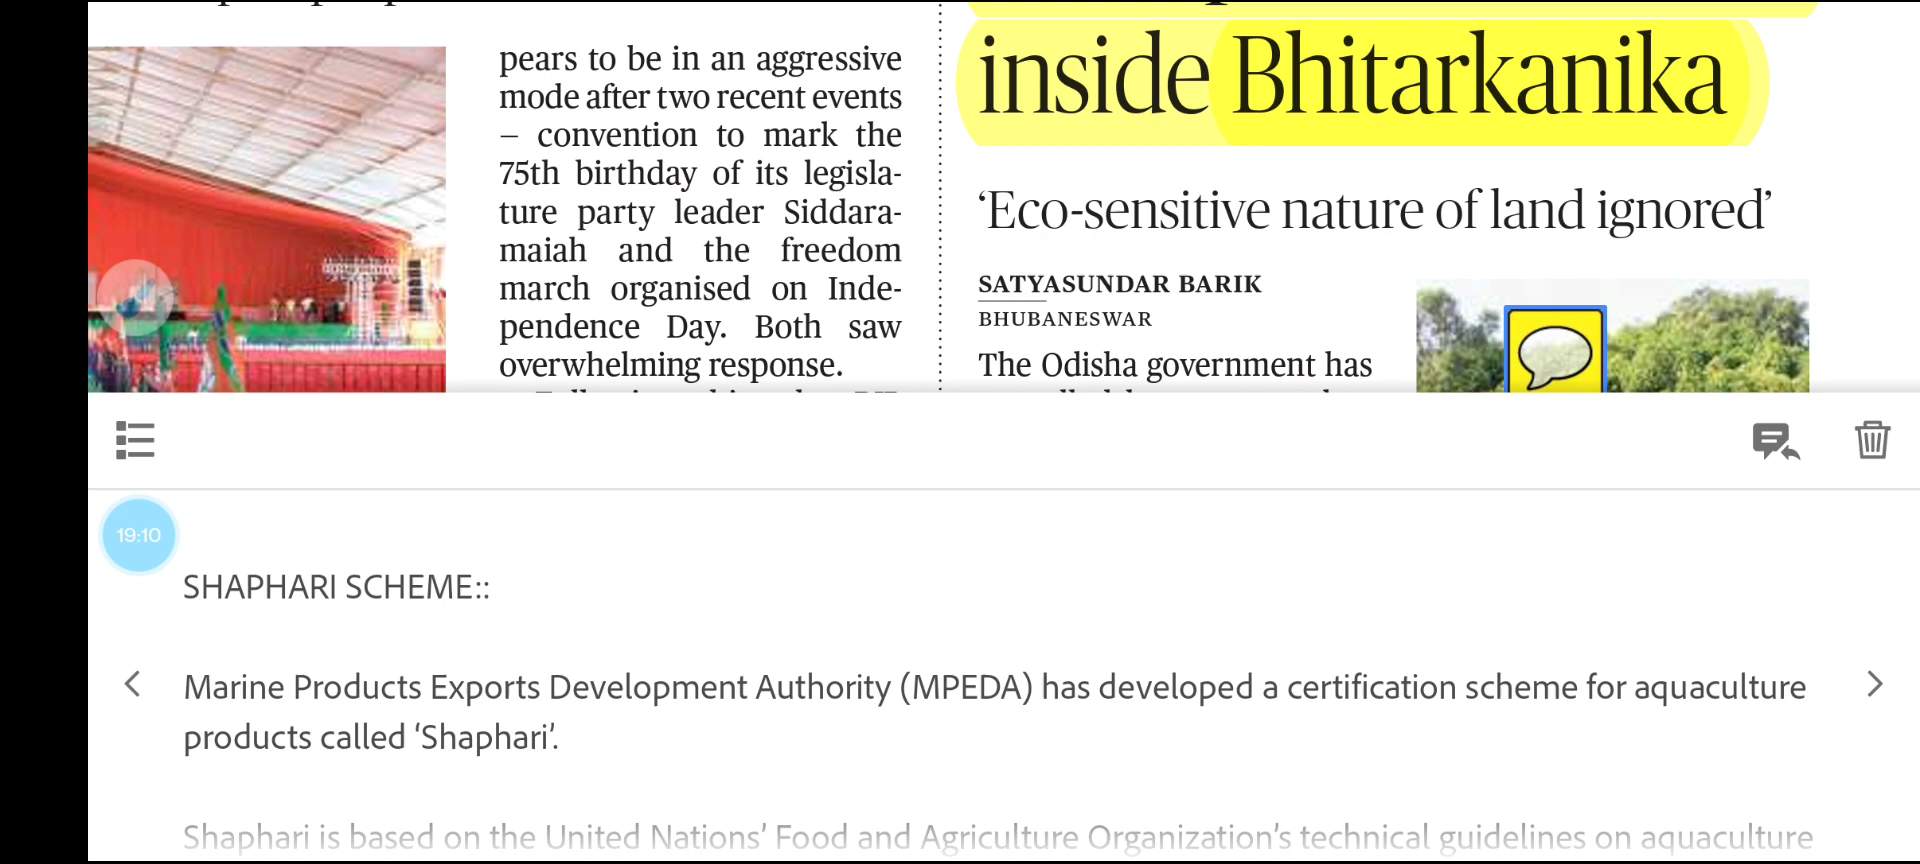 pears to be in an aggressive
mode after two recent events
– convention to mark the
75th birthday of its legisla-
ture party leader Siddara-
maiah and the freedom
march organised on Inde-
pendence Day. Both saw
overwhelming response.
inside Bhitarkanika
‘Eco-sensitive nature of land ignored’
SATYASUNDAR BARIK
BHUBANESWAR
The Odisha government has
19:10
SHAPHARI SCHEME::
Marine Products Exports Development Authority (MPEDA) has developed a certification scheme for aquaculture
products called ‘Shaphari’.
Shaphari is based on the United Nations’ Food and Agriculture Organization’s technical guidelines on aquaculture